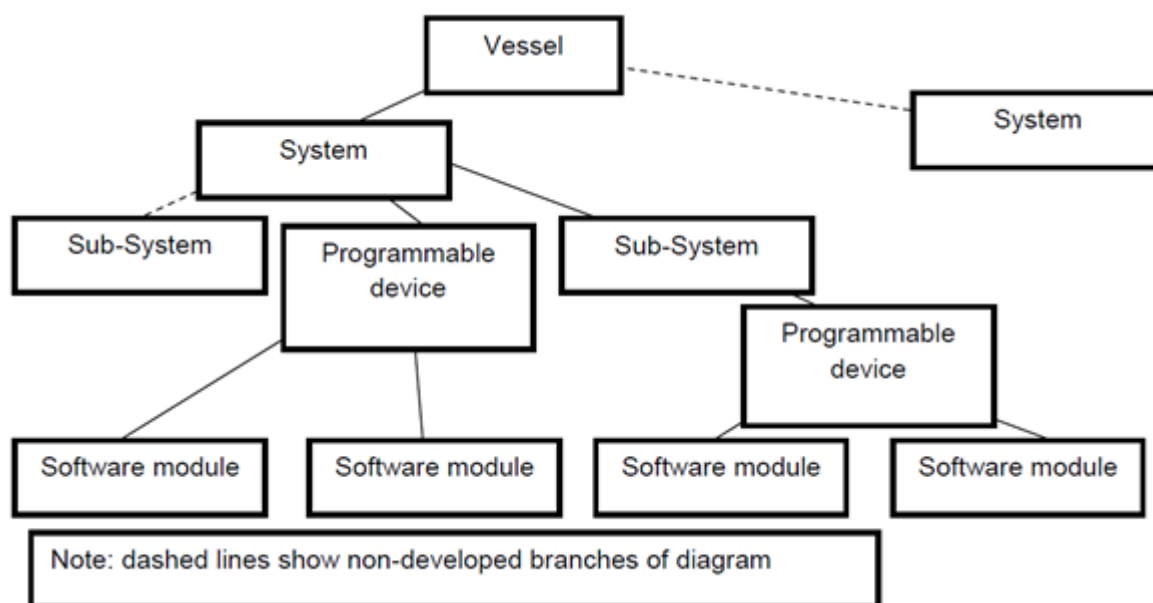 Vessel
System
System
Sub-System
Programmable
device
Sub-System
Programmable
device
Software module
Software module
Software module
Software module
Note: dashed lines show non-developed branches of diagram